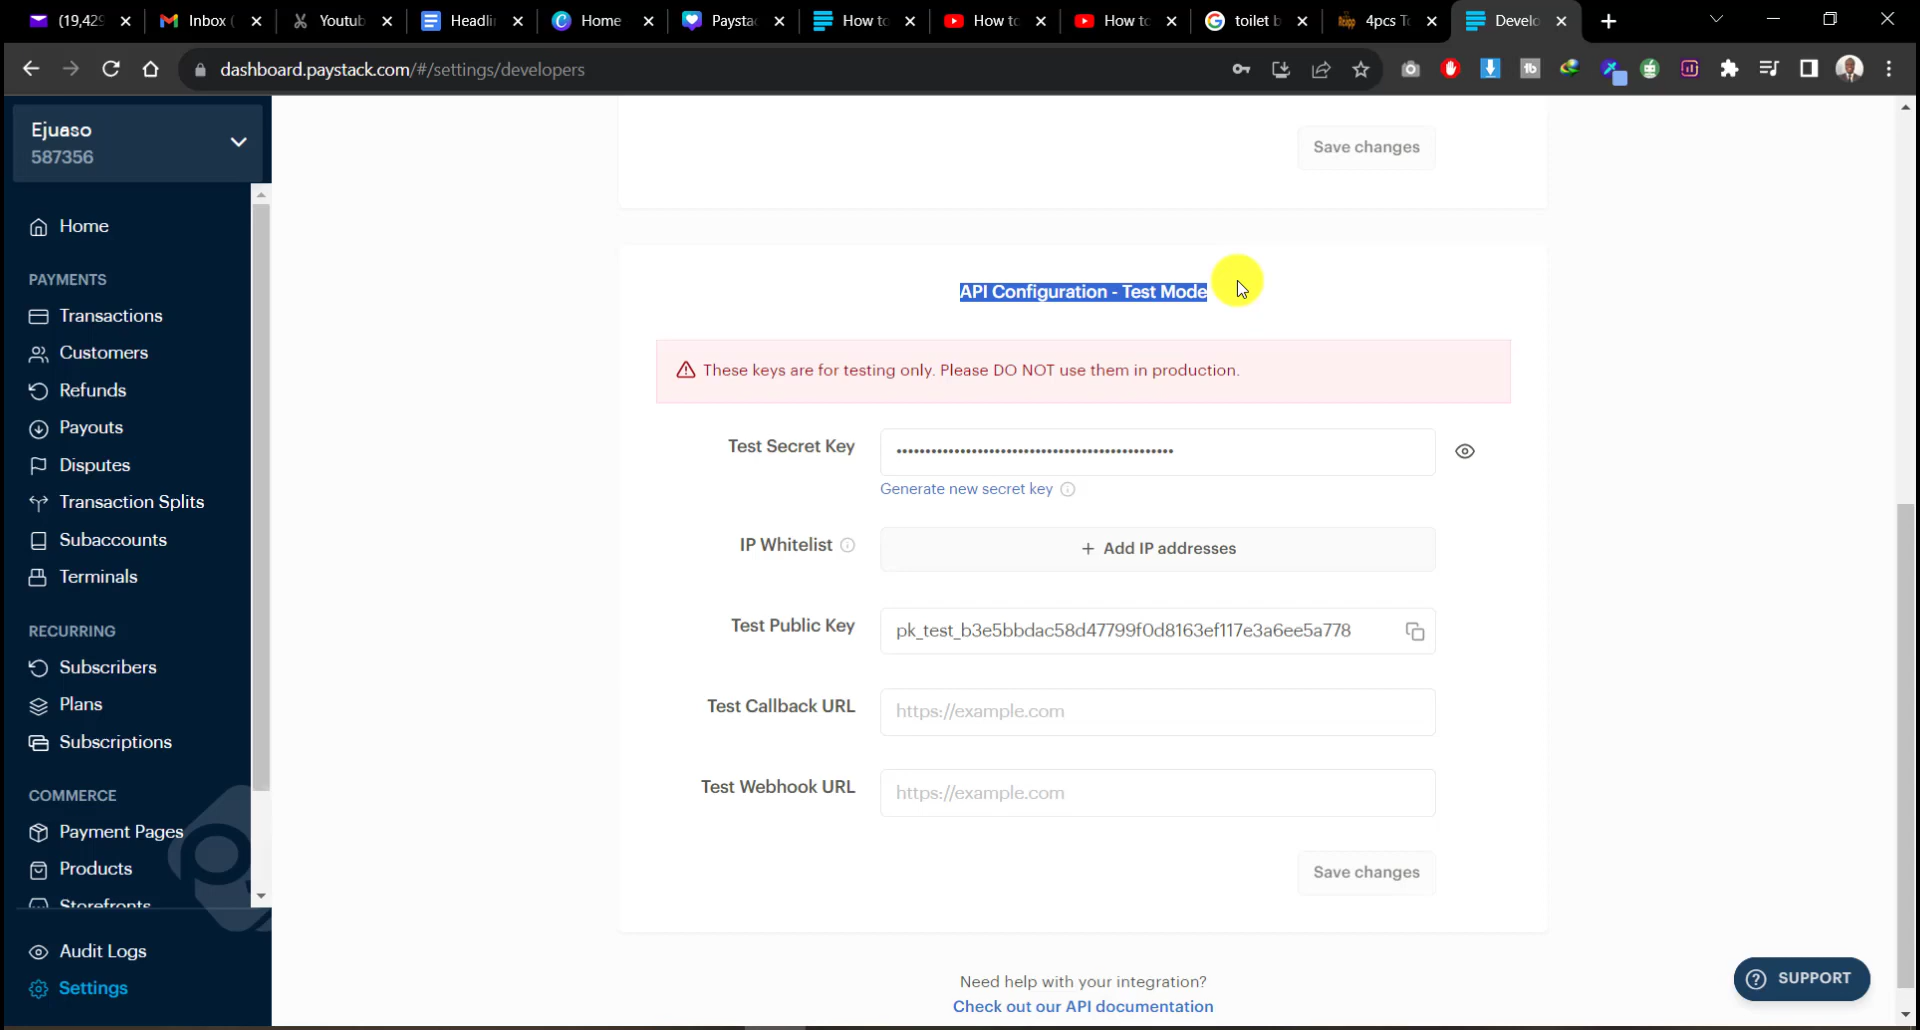 (19,429
Inbox (
Youtub
Headli
Home
Paysta
How to
How to
How to
toilet b
4pcs To
Develo
dashboard.paystack.com/#/settings/developers
Ejuaso
587356
Home
PAYMENTS
Transactions
Customers
Refunds
Payouts
Disputes
Transaction Splits
Subaccounts
Terminals
RECURRING
Subscribers
Plans
Subscriptions
COMMERCE
Payment Pages
Products
Storefronts
Audit Logs
Settings
Save changes
API Configuration - Test Mode
These keys are for testing only. Please DO NOT use them in production.
Test Secret Key
••••••••••••••••••••••••••••••••••••••••••••••••
Generate new secret key
IP Whitelist
+ Add IP addresses
Test Public Key
pk_test_b3e5bbdac58d47799f0d8163ef117e3a6ee5a778
Test Callback URL
https://example.com
Test Webhook URL
https://example.com
Save changes
Need help with your integration?
Check out our API documentation
SUPPORT